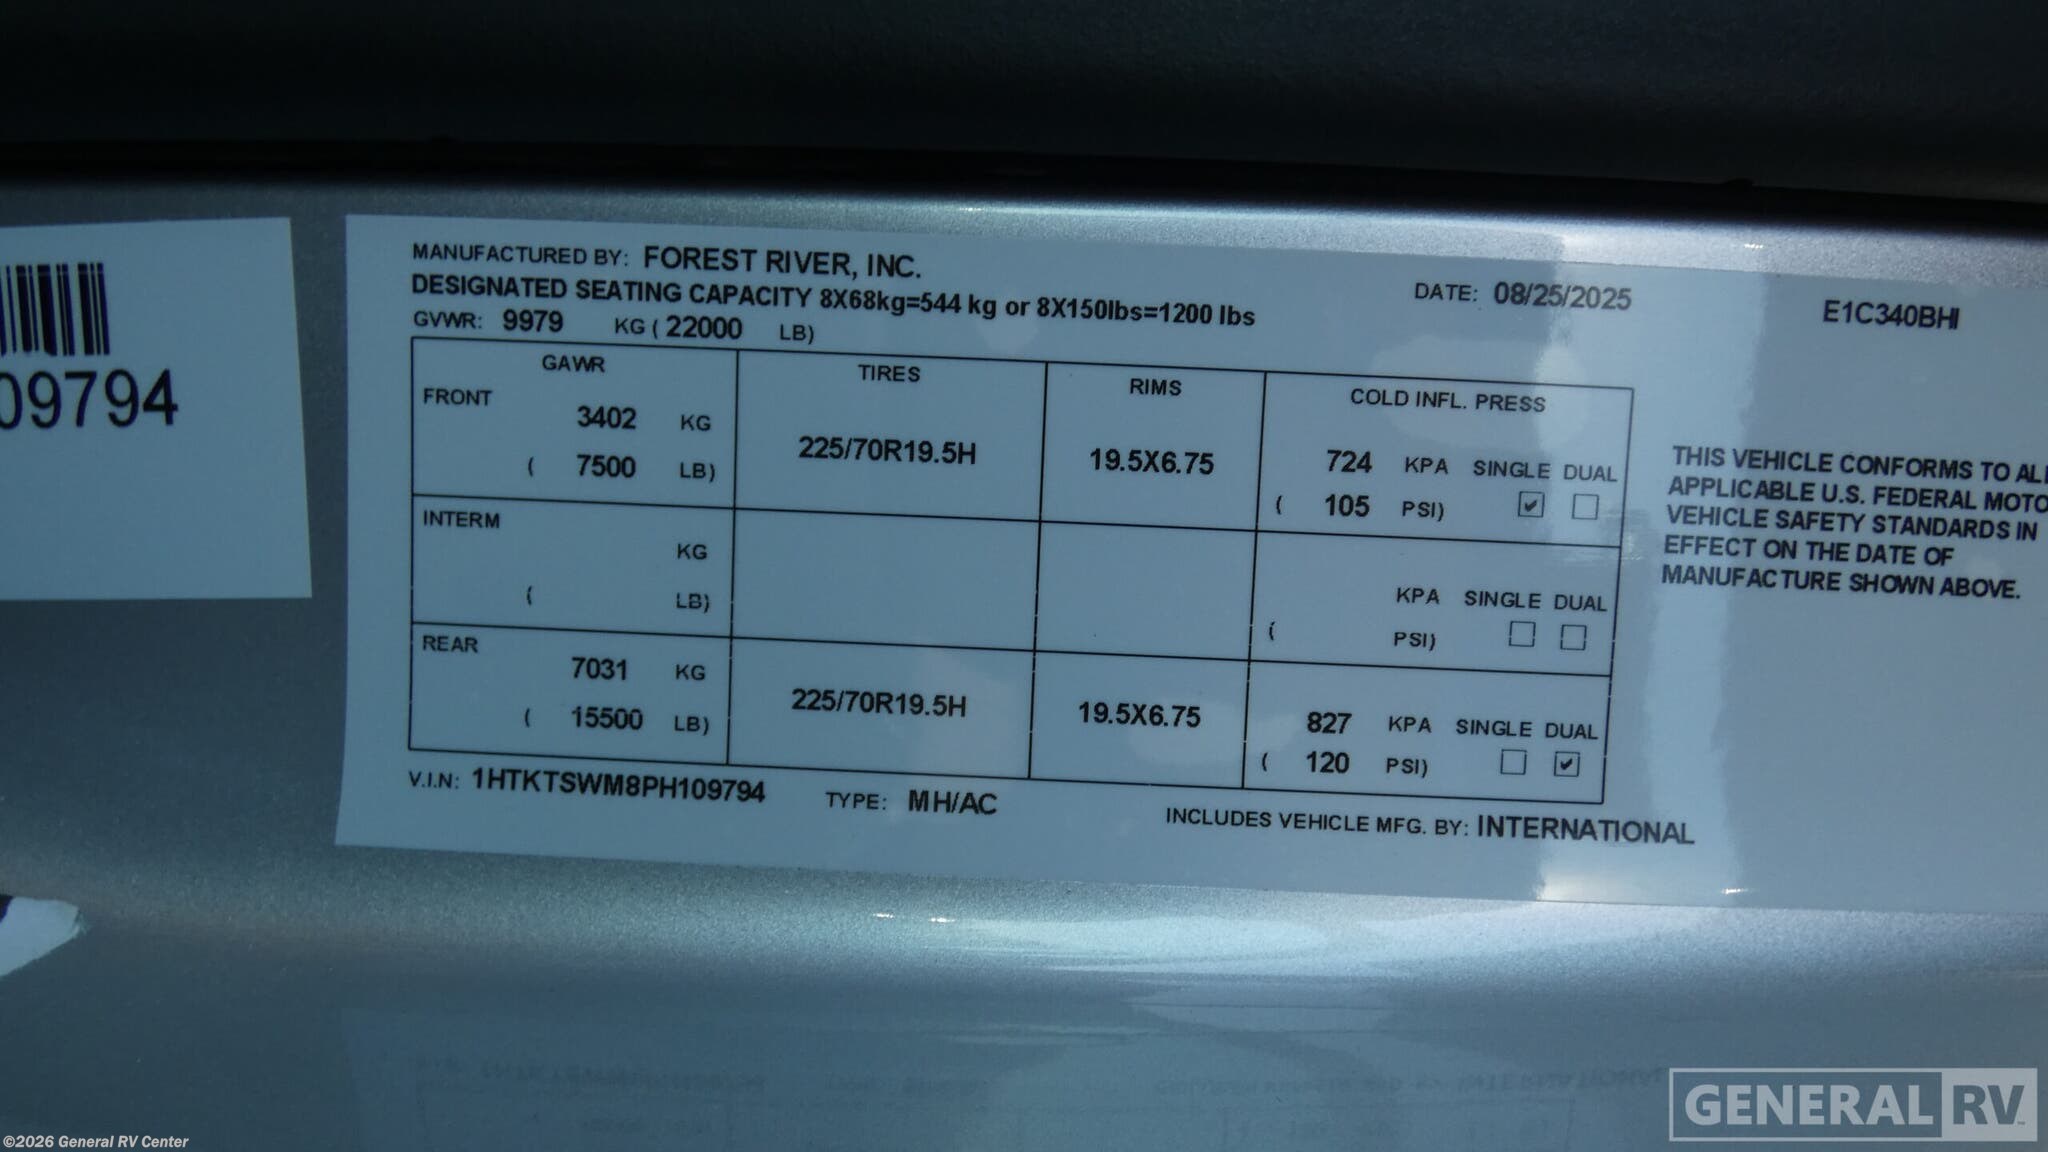 09794
MANUFACTURED BY: FOREST RIVER, INC.
DESIGNATED SEATING CAPACITY 8X68kg=544 kg or 8X150lbs=1200 lbs
DATE: 08/25/2025
E1C340BHI
GVWR: 9979 KG ( 22000 LB)
GAWR TIRES RIMS COLD INFL. PRESS
FRONT
3402 KG 225/70R19.5H 19.5X6.75 724 KPA SINGLE DUAL
( 7500 LB) ( 105 PSI)
INTERM
KG KPA SINGLE DUAL
( LB) ( PSI)
REAR
7031 KG 225/70R19.5H 19.5X6.75 827 KPA SINGLE DUAL
( 15500 LB) ( 120 PSI)
V.I.N: 1HTKTSWM8PH109794 TYPE: MH/AC INCLUDES VEHICLE MFG. BY: INTERNATIONAL
THIS VEHICLE CONFORMS TO AL
APPLICABLE U.S. FEDERAL MOTO
VEHICLE SAFETY STANDARDS IN
EFFECT ON THE DATE OF
MANUFACTURE SHOWN ABOVE.
GENERAL RV
©2026 General RV Center